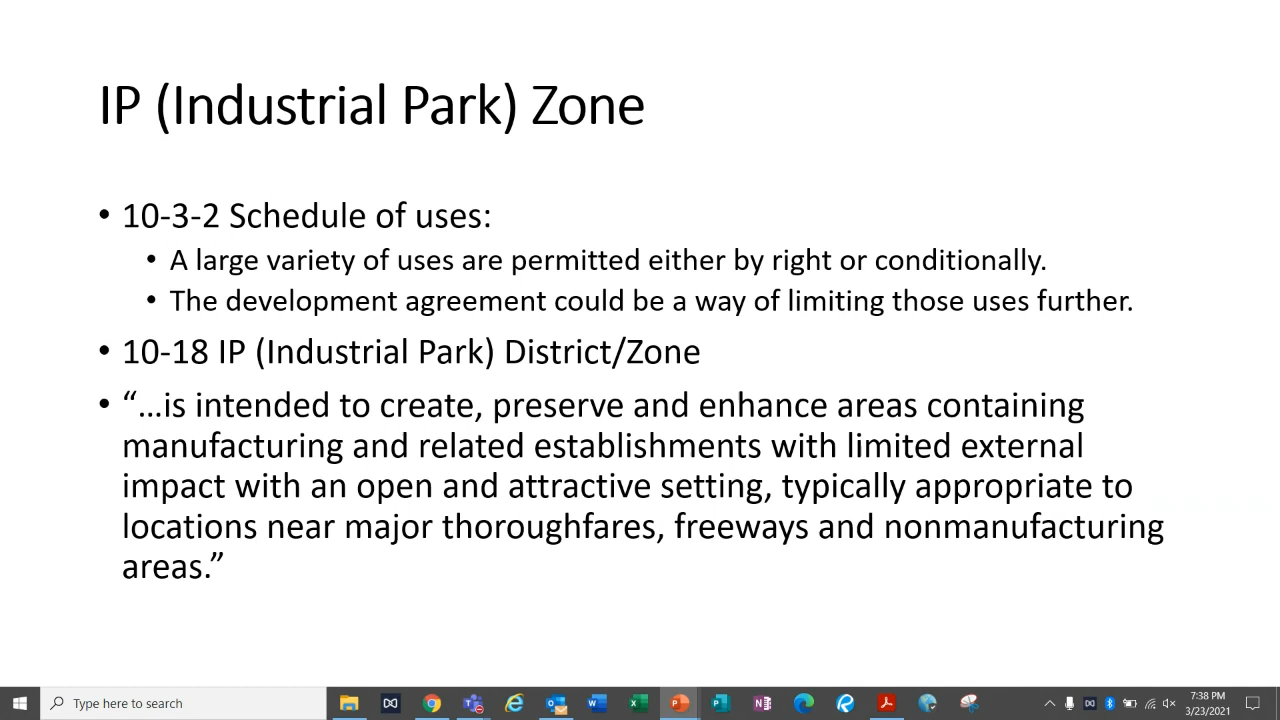 IP (Industrial Park) Zone
• 10-3-2 Schedule of uses:
• A large variety of uses are permitted either by right or conditionally.
• The development agreement could be a way of limiting those uses further.
• 10-18 IP (Industrial Park) District/Zone
• “…is intended to create, preserve and enhance areas containing
manufacturing and related establishments with limited external
impact with an open and attractive setting, typically appropriate to
locations near major thoroughfares, freeways and nonmanufacturing
areas.”
Type here to search
7:38 PM
3/23/2021